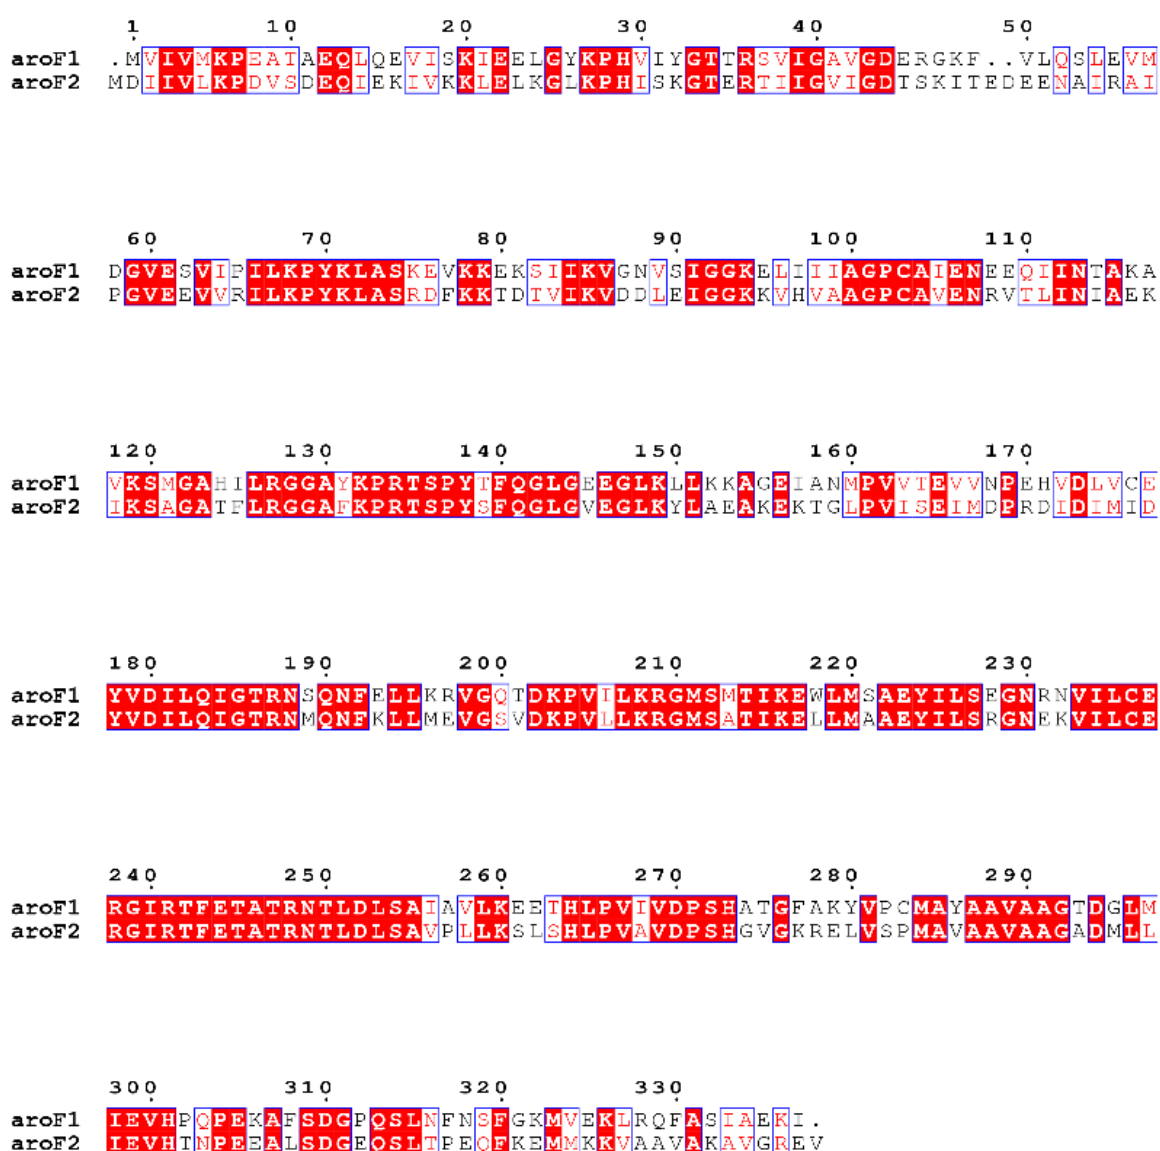 1 10 20 30 40 50
aroF1 .MVIVMKPEATAEQLQEVISKIEELGYKPHVIYGTTRSVIGAVGDERGKF..VLQSLEVM
aroF2 MDIIVLKPDVSDEQIEKIVKKLELKGLKPHISKGTERTIIGVIGDTSKITEDEENAIRAI
60 70 80 90 100 110
aroF1 DGVESVIPILKPYKLASKEVKKEKSIIKVGNVSIGGKELIIIAGPCAIENEEQIINTAKA
aroF2 PGVEEVVRILKPYKLASRDFKKTDTVIKVDDLEIGGKKVHVAAGPCAVENRVTLINIAEK
120 130 140 150 160 170
aroF1 VKSMGAHILRGGAYKPRTSPYTFQGLGEEGLKLLKKAGEIANMPVVTEVVNPEHVDLVCE
aroF2 IKSAGATFLRGGAFKPRTSPYSFQGLGVEGLKYLAEAKEKTGLPVISEIMDPRDIDIMID
180 190 200 210 220 230
aroF1 YVDILQIGTRNSQNFELLKRVGQTDKPVILKRGMSMTIKEWLMSAEYILSEGNRNVILCE
aroF2 YVDILQIGTRNMQNFKLLMEVGSVDKPVLLKRGMSATIKELLMAAEYILSRGNEKVILCE
240 250 260 270 280 290
aroF1 RGIRTFETATRNTLDLSAIAVLKEETHLPVIVDPSHATGFAKYVPCMAYAAVAAGTDGLM
aroF2 RGIRTFETATRNTLDLSAVPLLKSLSHLPVAVDPSHGVGKRELVSPMAVAAVAAGADMLL
300 310 320 330
aroF1 IEVHPQPEKAFSDGPQSLNFNSFGKMVEKLRQFASIAEKI.
aroF2 IEVHTNPEEALSDGEQSLTPEQFKEMMKKVAAVAKAVGREV